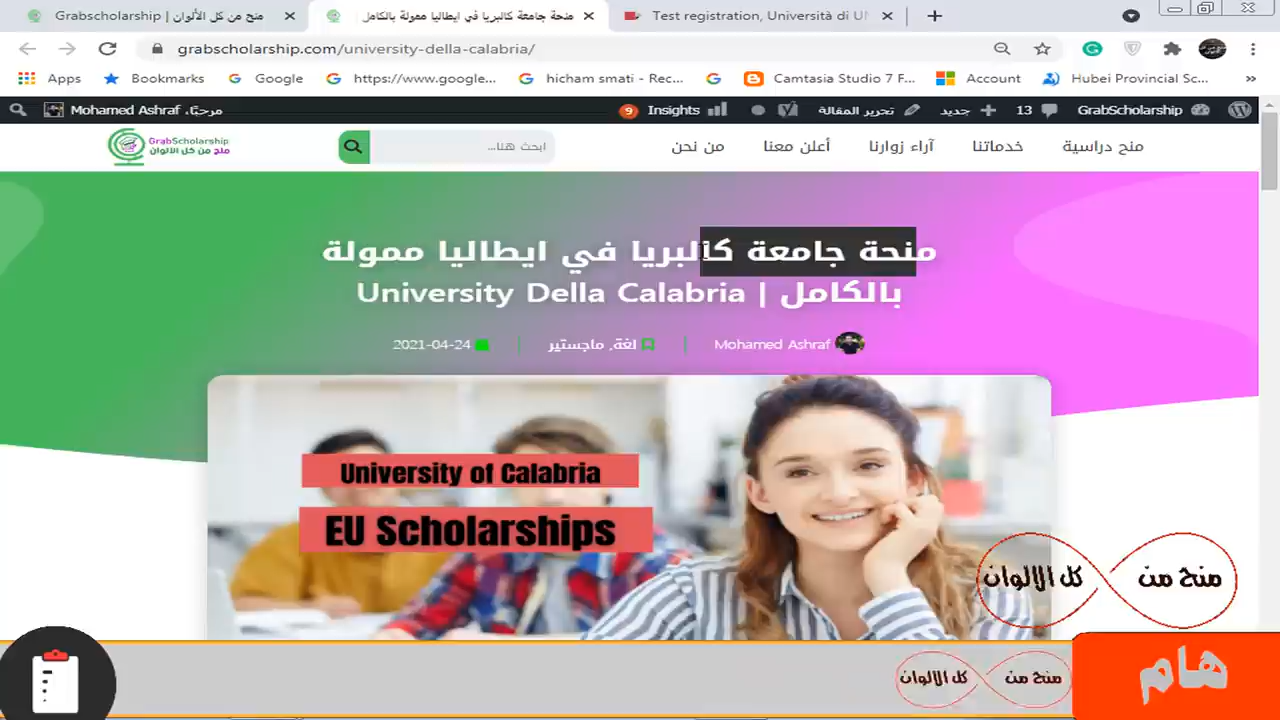 Grabscholarship | منح من كل الألوان
منحة جامعة كالبريا في ايطاليا ممولة بالكامل
Test registration, Università di UN
grabscholarship.com/university-della-calabria/
Apps
Bookmarks
Google
https://www.google...
hicham smati - Rec...
Camtasia Studio 7 F...
Account
Hubei Provincial Sc...
»
مرحبًا، Mohamed Ashraf
9
Insights
تحرير المقالة
جديد
13
GrabScholarship
GrabScholarship
منح من كل الألوان
ابحث هنا...
من نحن
أعلن معنا
آراء زوارنا
خدماتنا
منح دراسية
منحة جامعة كالبريا في ايطاليا ممولة
بالكامل | University Della Calabria
Mohamed Ashraf
لغة, ماجستير
2021-04-24
University of Calabria
EU Scholarships
منح من كل الالوان
منح من كل الالوان
هام